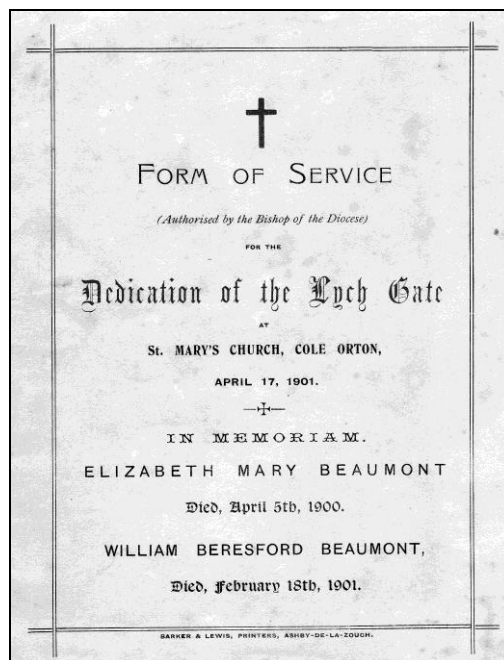 FORM OF SERVICE
(Authorised by the Bishop of the Diocese)
FOR THE
Dedication of the Lych Gate
AT
St. MARY'S CHURCH, COLE ORTON,
APRIL 17, 1901.
IN MEMORIAM.
ELIZABETH MARY BEAUMONT
Died, April 5th, 1900.
WILLIAM BERESFORD BEAUMONT,
Died, February 18th, 1901.
BARKER & LEWIS, PRINTERS, ASHBY-DE-LA-ZOUCH.